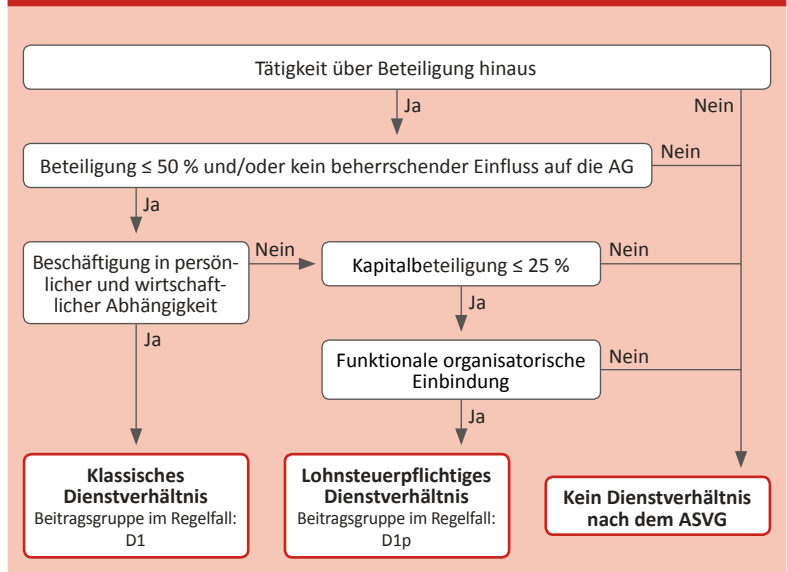 Tätigkeit über Beteiligung hinaus
Ja
Nein
Beteiligung ≤ 50 % und/oder kein beherrschender Einfluss auf die AG
Nein
Ja
Beschäftigung in persön-
licher und wirtschaft-
licher Abhängigkeit
Nein
Kapitalbeteiligung ≤ 25 %
Nein
Ja
Ja
Funktionale organisatorische
Einbindung
Nein
Ja
Klassisches
Dienstverhältnis
Beitragsgruppe im Regelfall:
D1
Lohnsteuerpflichtiges
Dienstverhältnis
Beitragsgruppe im Regelfall:
D1p
Kein Dienstverhältnis
nach dem ASVG